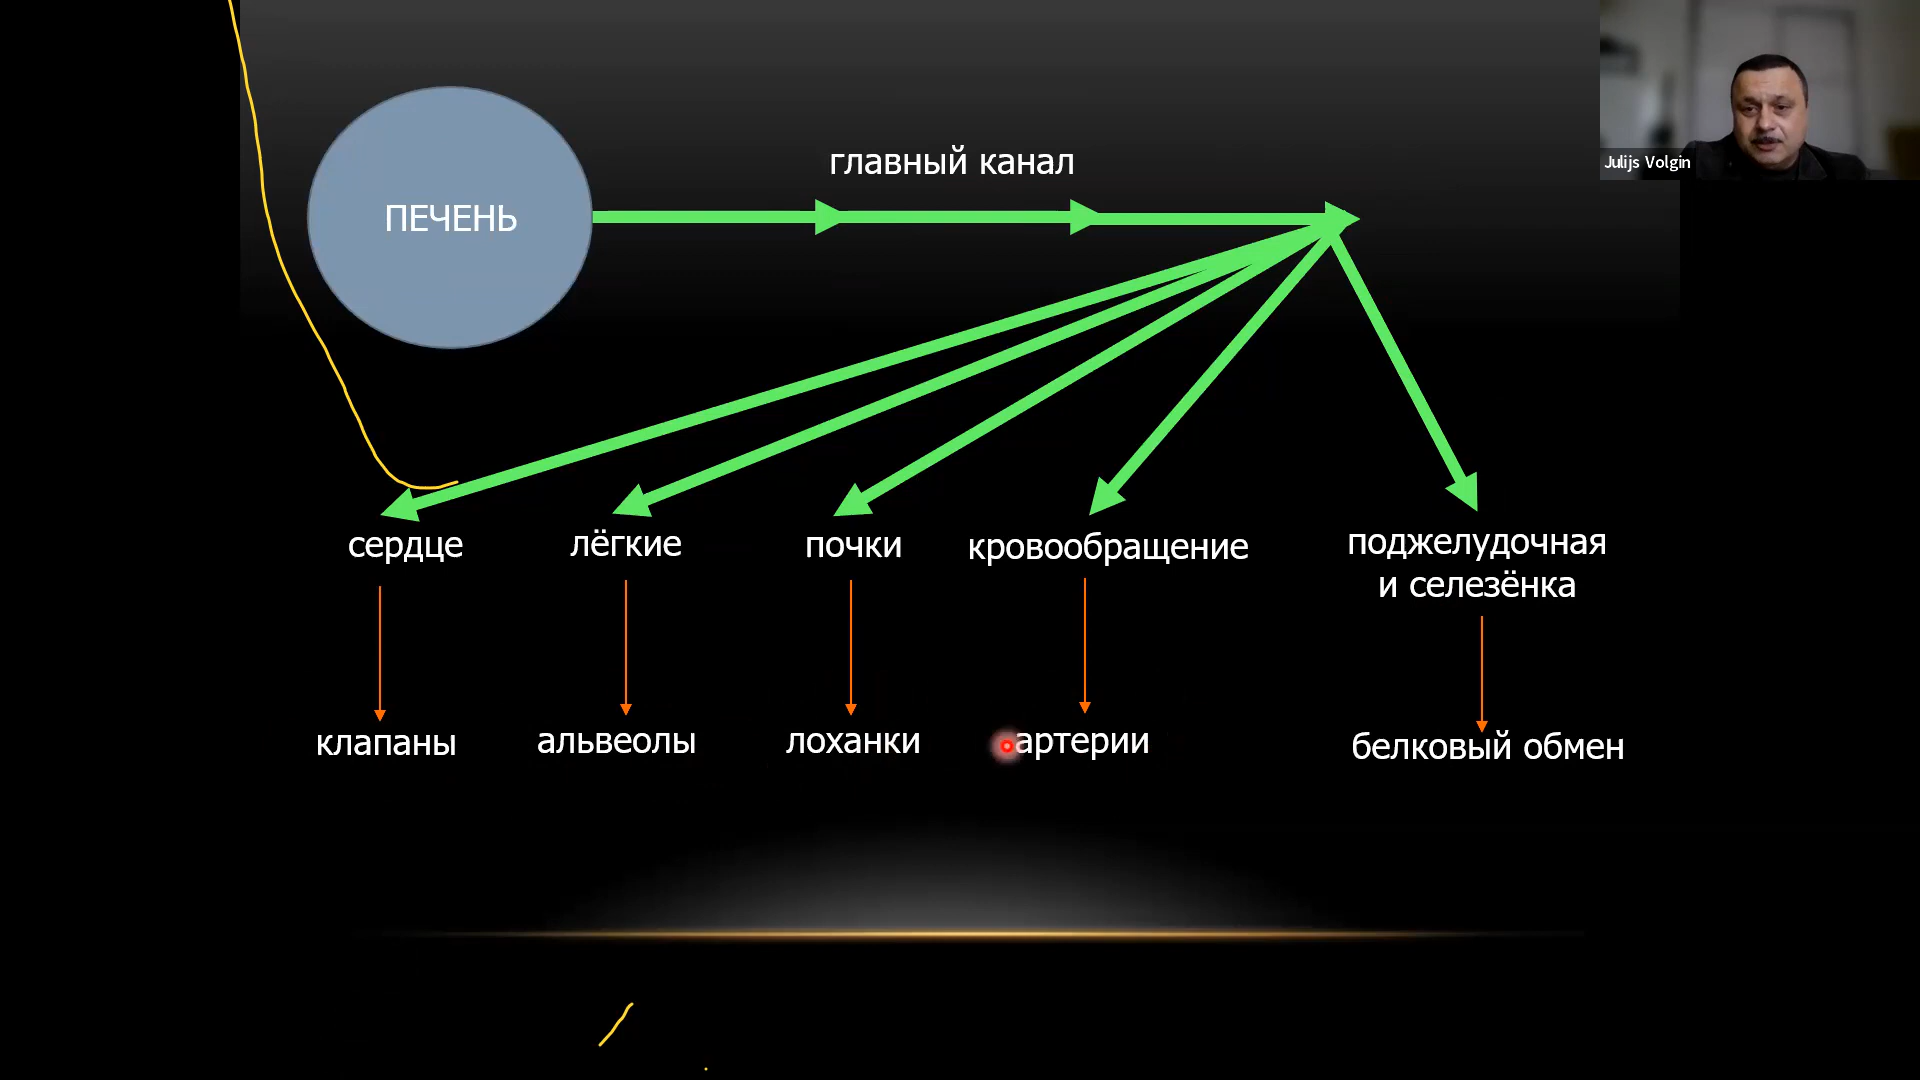 главный канал
Julijs Volgin
ПЕЧЕНЬ
сердце
лёгкие
почки
кровообращение
поджелудочная
и селезёнка
клапаны
альвеолы
лоханки
артерии
белковый обмен